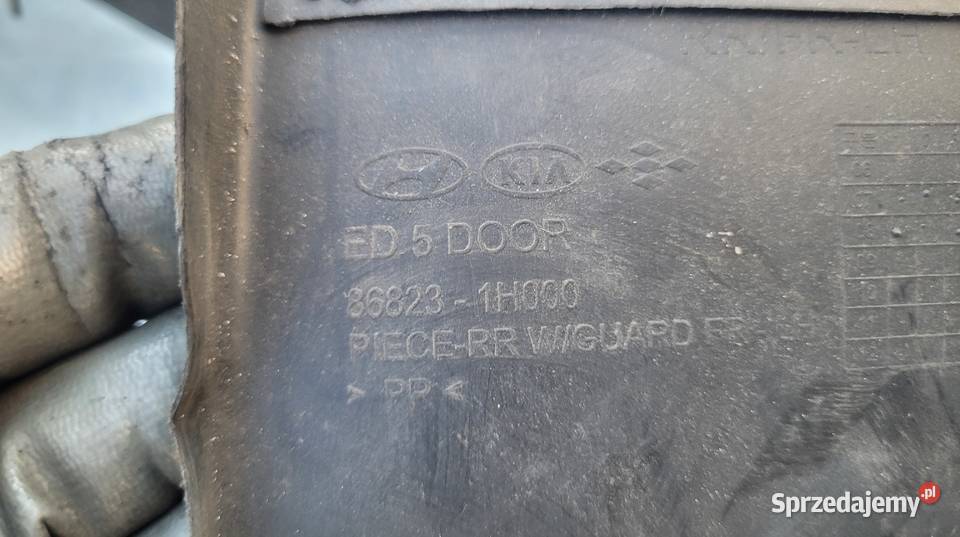 KIA
ED 5 DOOR
86823-1H000
PIECE-RR W/GUARD
> PP <
Sprzedajemy.pl